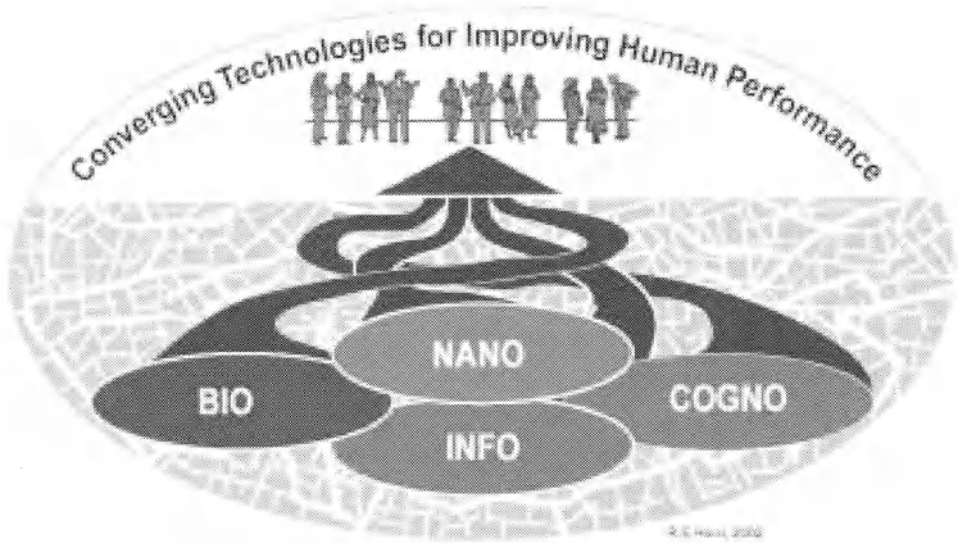 Converging Technologies for Improving Human Performance
NANO
BIO
COGNO
INFO